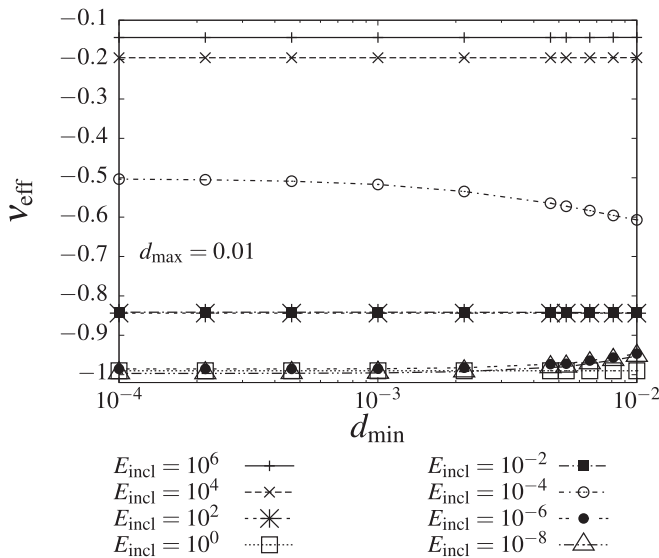 −0.1
−0.2
−0.3
−0.4
−0.5
−0.6
−0.7
−0.8
−0.9
−1
ν_eff
d_max = 0.01
10^−4 10^−3 10^−2
d_min
E_incl = 10^6 E_incl = 10^−2
E_incl = 10^4 E_incl = 10^−4
E_incl = 10^2 E_incl = 10^−6
E_incl = 10^0 E_incl = 10^−8